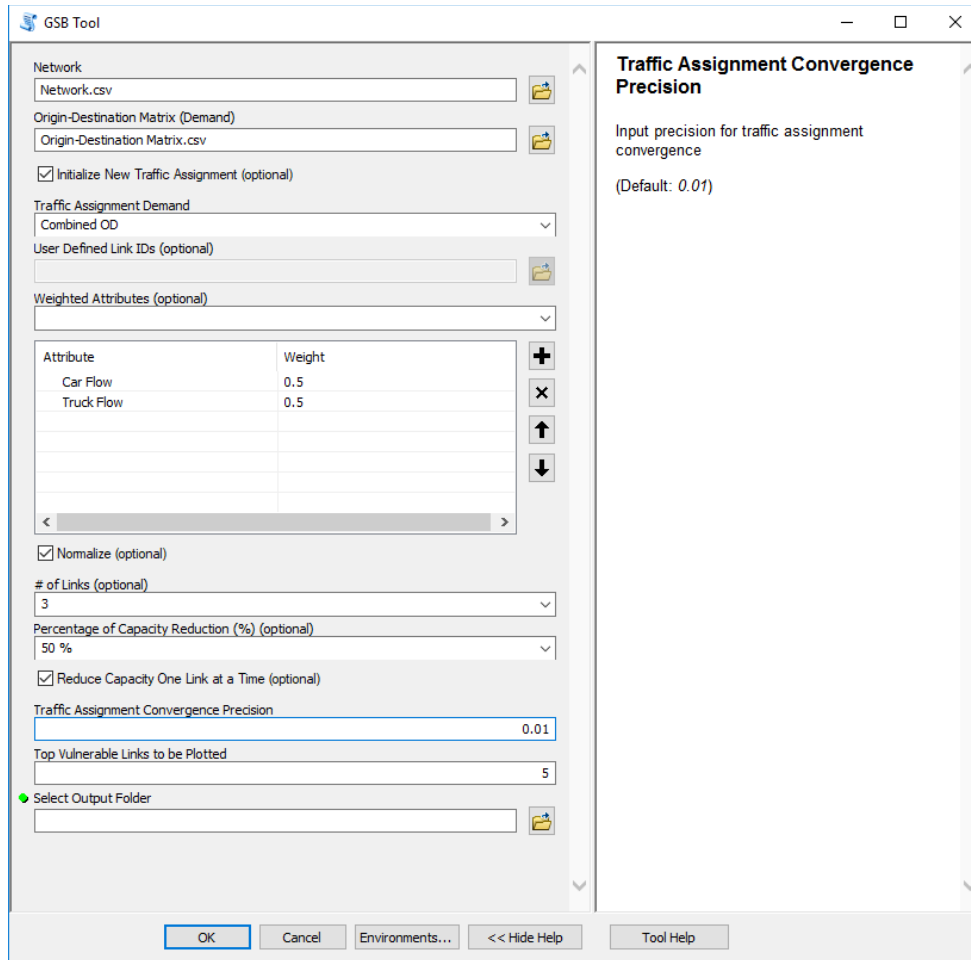 GSB Tool
Network
Network.csv
Origin-Destination Matrix (Demand)
Origin-Destination Matrix.csv
Initialize New Traffic Assignment (optional)
Traffic Assignment Demand
Combined OD
User Defined Link IDs (optional)
Weighted Attributes (optional)
Attribute Weight
Car Flow 0.5
Truck Flow 0.5
Normalize (optional)
# of Links (optional)
3
Percentage of Capacity Reduction (%) (optional)
50 %
Reduce Capacity One Link at a Time (optional)
Traffic Assignment Convergence Precision
0.01
Top Vulnerable Links to be Plotted
5
Select Output Folder
Traffic Assignment Convergence
Precision
Input precision for traffic assignment
convergence
(Default: 0.01)
OK Cancel Environments... << Hide Help Tool Help